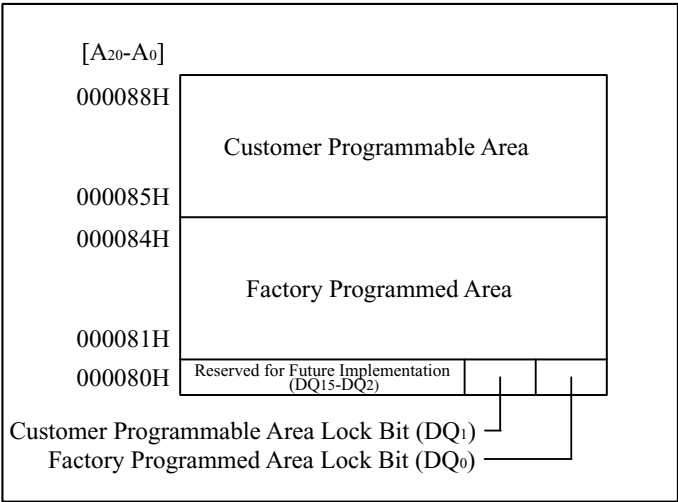 [A20-A0]
000088H
Customer Programmable Area
000085H
000084H
Factory Programmed Area
000081H
000080H
Reserved for Future Implementation
(DQ15-DQ2)
Customer Programmable Area Lock Bit (DQ1)
Factory Programmed Area Lock Bit (DQ0)